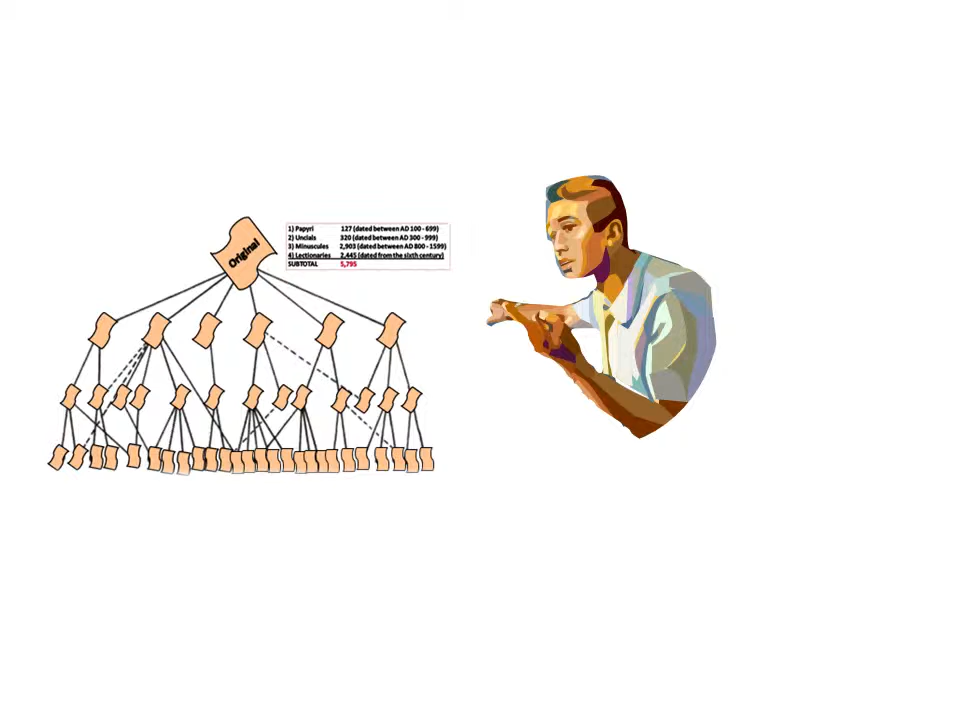 Original
1) Papyri 127 (dated between AD 100 - 699)
2) Uncials 320 (dated between AD 300 - 999)
3) Minuscules 2,903 (dated between AD 800 - 1599)
4) Lectionaries 2,445 (dated from the sixth century)
SUBTOTAL 5,795